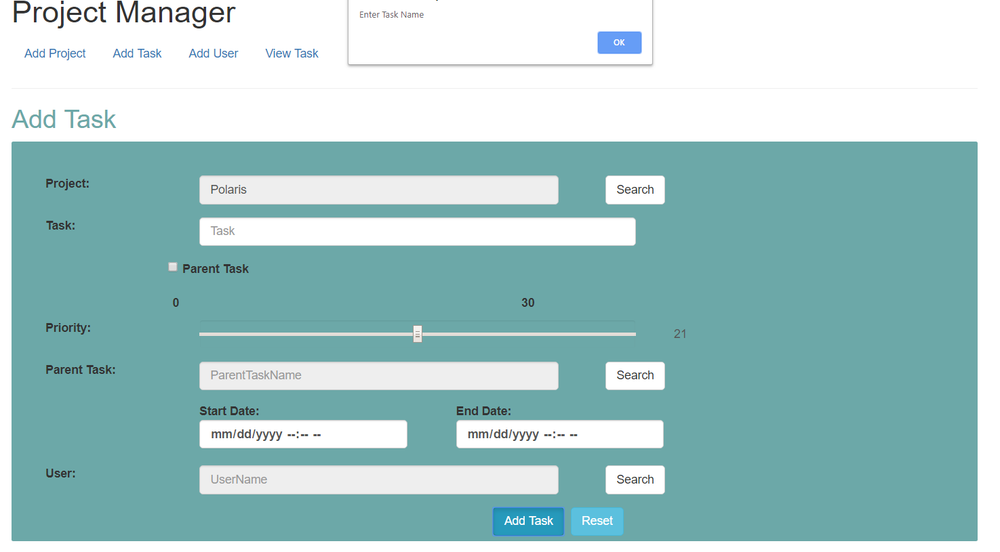 Project Manager
Enter Task Name
OK
Add Project Add Task Add User View Task
Add Task
Project: Polaris Search
Task: Task
Parent Task
0 30
Priority: 21
Parent Task: ParentTaskName Search
Start Date: End Date:
mm/dd/yyyy --:-- -- mm/dd/yyyy --:-- --
User: UserName Search
Add Task Reset